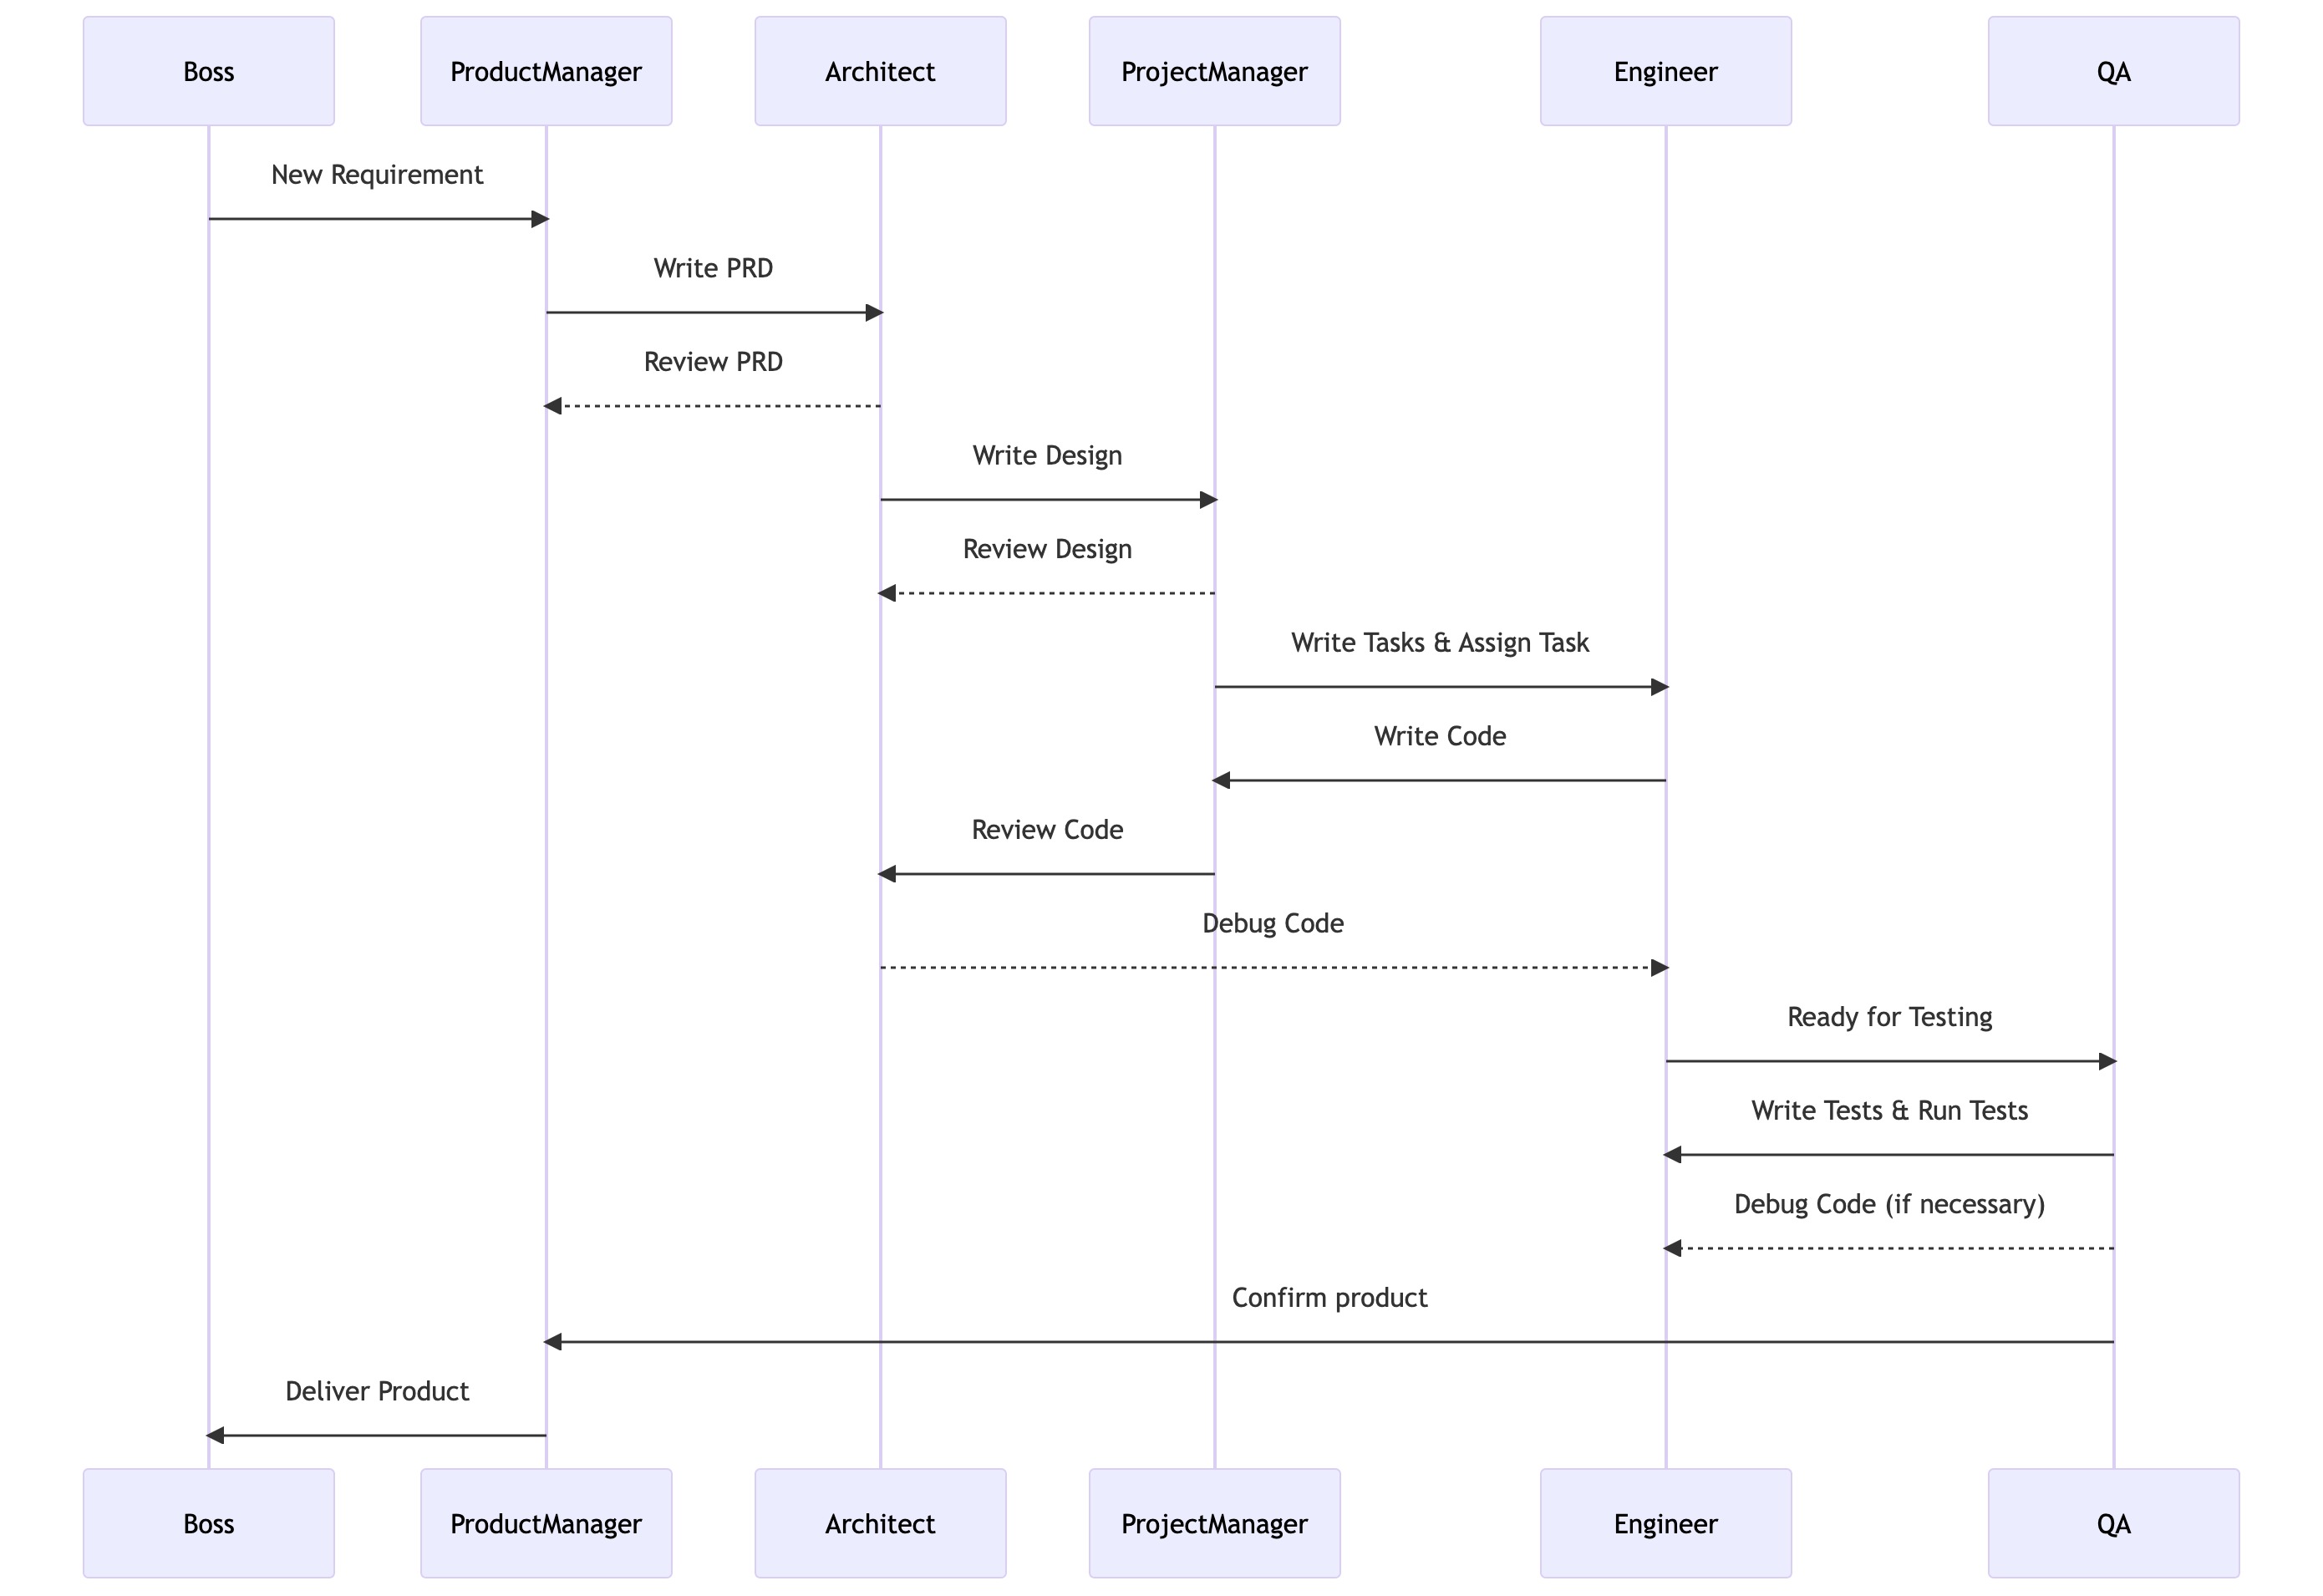 Boss
ProductManager
Architect
ProjectManager
Engineer
QA
New Requirement
Write PRD
Review PRD
Write Design
Review Design
Write Tasks & Assign Task
Write Code
Review Code
Debug Code
Ready for Testing
Write Tests & Run Tests
Debug Code (if necessary)
Confirm product
Deliver Product
Boss
ProductManager
Architect
ProjectManager
Engineer
QA